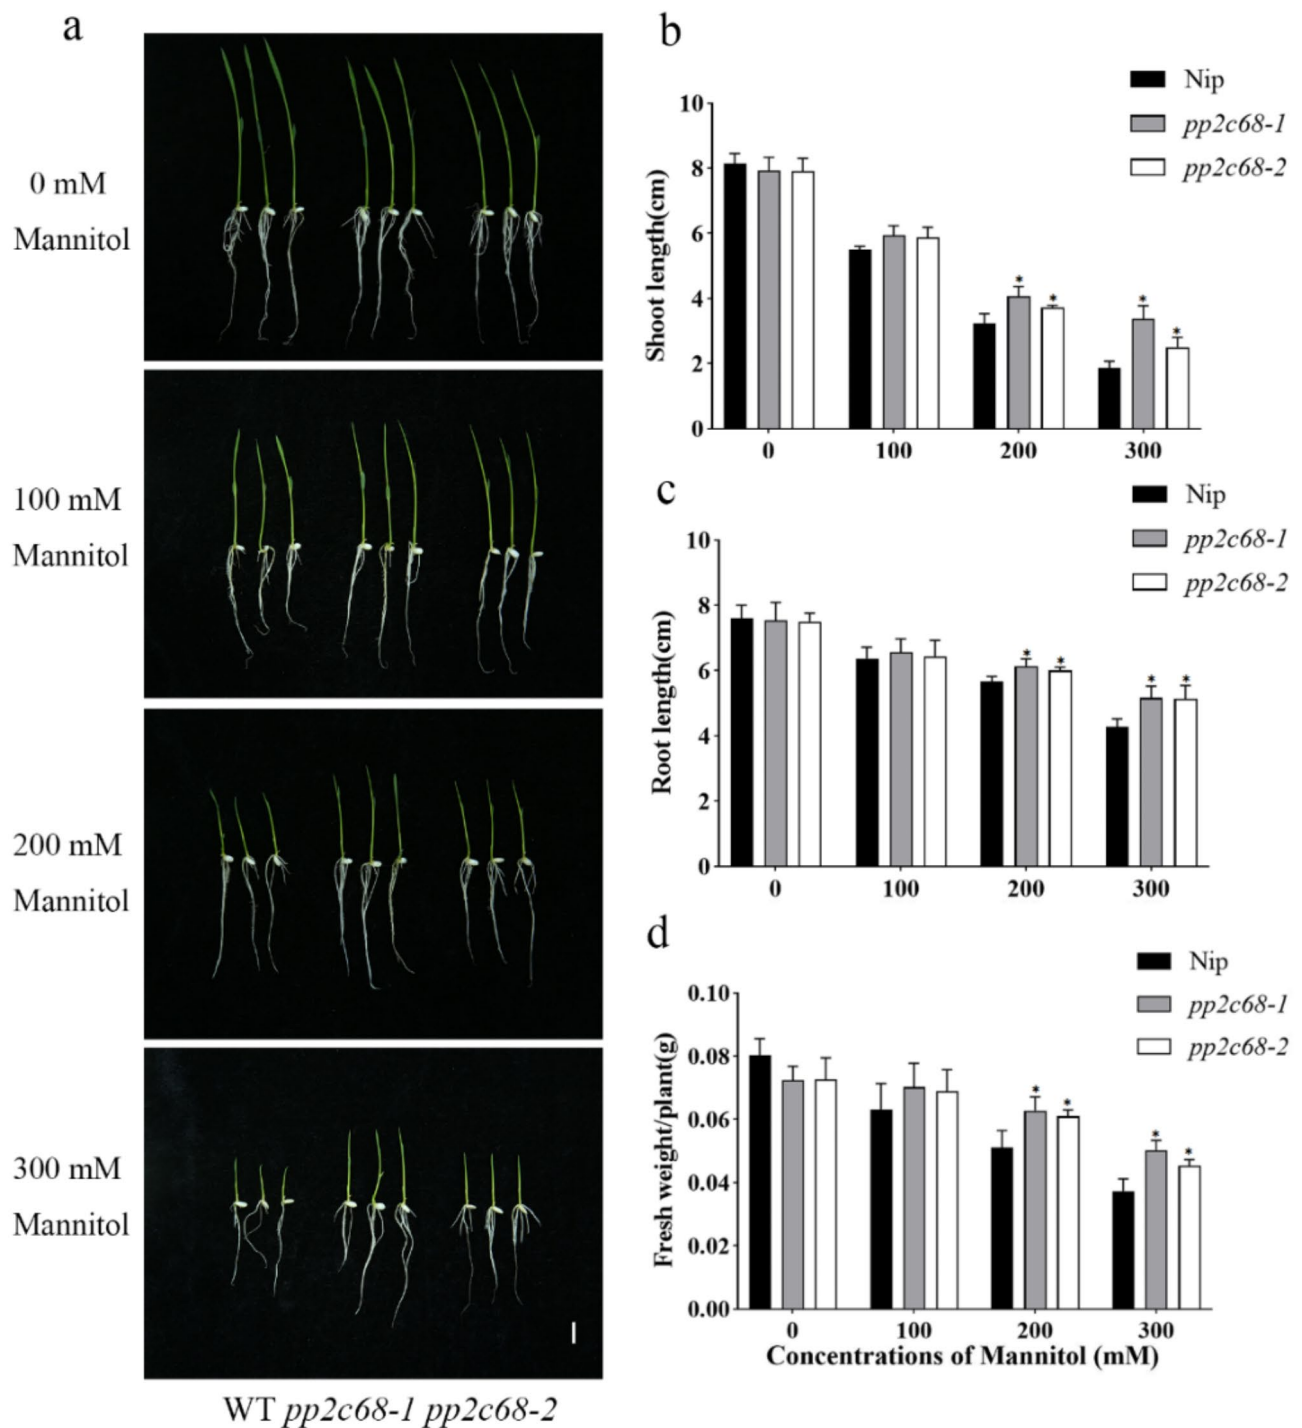 a
0 mM
Mannitol
100 mM
Mannitol
200 mM
Mannitol
300 mM
Mannitol
WT pp2c68-1 pp2c68-2
b
Nip
pp2c68-1
pp2c68-2
Shoot length(cm)
10
8
6
4
2
0
* *
* *
0 100 200 300
c
Nip
pp2c68-1
pp2c68-2
Root length(cm)
10
8
6
4
2
0
* *
* *
0 100 200 300
d
Nip
pp2c68-1
pp2c68-2
Fresh weight/plant(g)
0.10
0.08
0.06
0.04
0.02
0.00
* *
* *
0 100 200 300
Concentrations of Mannitol (mM)